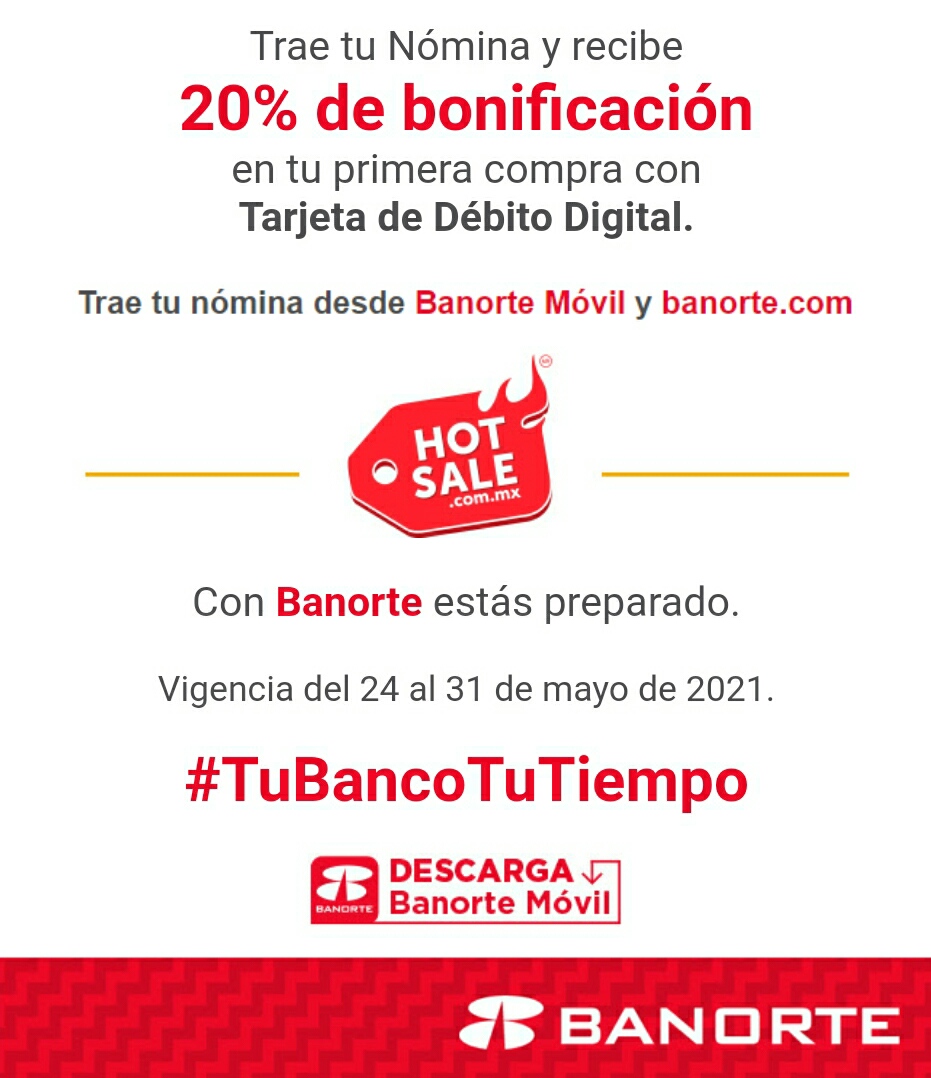 Trae tu Nómina y recibe
20% de bonificación
en tu primera compra con
Tarjeta de Débito Digital.
Trae tu nómina desde Banorte Móvil y banorte.com
HOT
SALE
.com.mx
Con Banorte estás preparado.
Vigencia del 24 al 31 de mayo de 2021.
#TuBancoTuTiempo
DESCARGA
Banorte Móvil
BANORTE
BANORTE